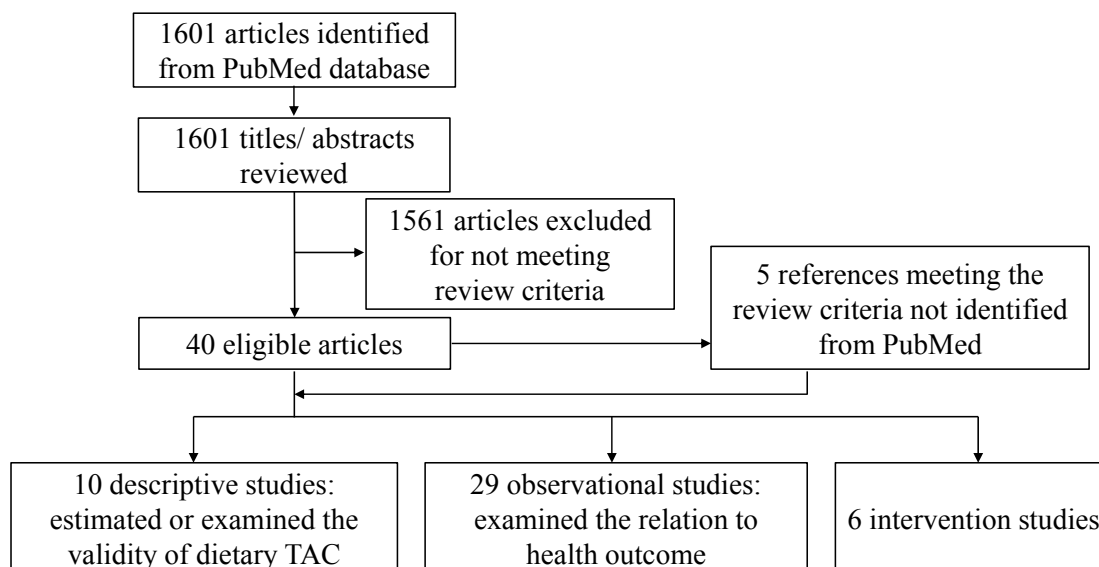 1601 articles identified
from PubMed database
1601 titles/ abstracts
reviewed
1561 articles excluded
for not meeting
review criteria
5 references meeting the
review criteria not identified
from PubMed
40 eligible articles
10 descriptive studies:
estimated or examined the
validity of dietary TAC
29 observational studies:
examined the relation to
health outcome
6 intervention studies